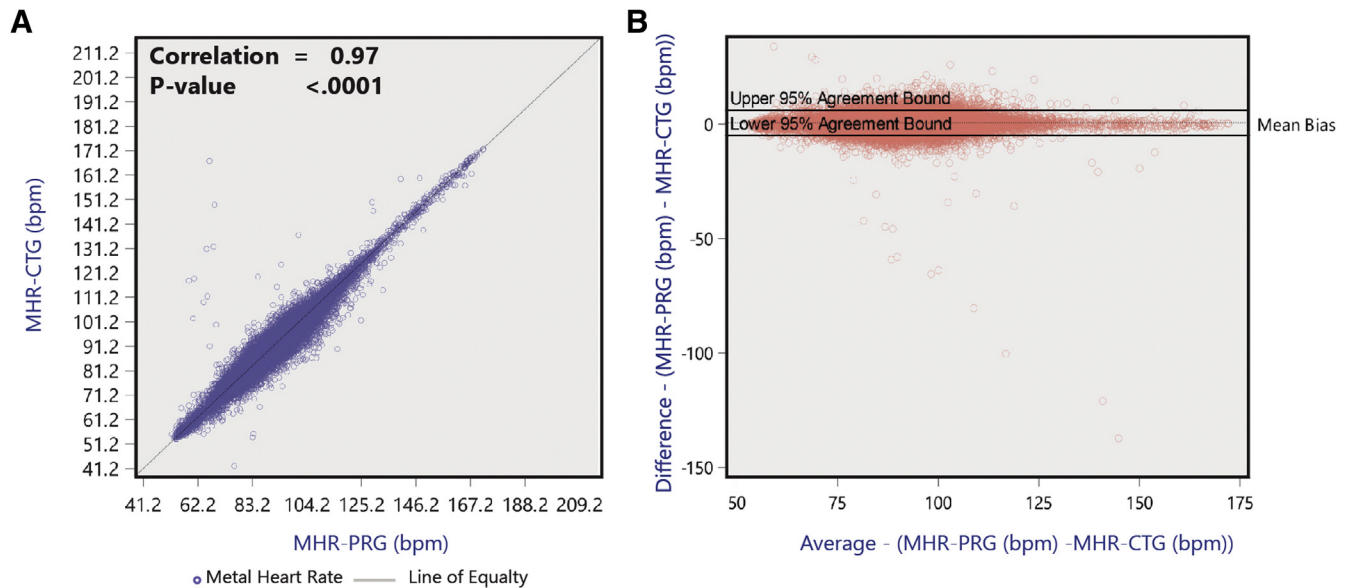 A
Correlation = 0.97
P-value <.0001
211.2
201.2
191.2
181.2
171.2
161.2
151.2
141.2
131.2
121.2
111.2
101.2
91.2
81.2
71.2
61.2
51.2
41.2
MHR-CTG (bpm)
41.2 62.2 83.2 104.2 125.2 146.2 167.2 188.2 209.2
MHR-PRG (bpm)
Metal Heart Rate Line of Equality
B
Upper 95% Agreement Bound
Lower 95% Agreement Bound
Mean Bias
0
-50
-100
-150
Difference - (MHR-PRG (bpm) - MHR-CTG (bpm))
50 75 100 125 150 175
Average - (MHR-PRG (bpm) -MHR-CTG (bpm))